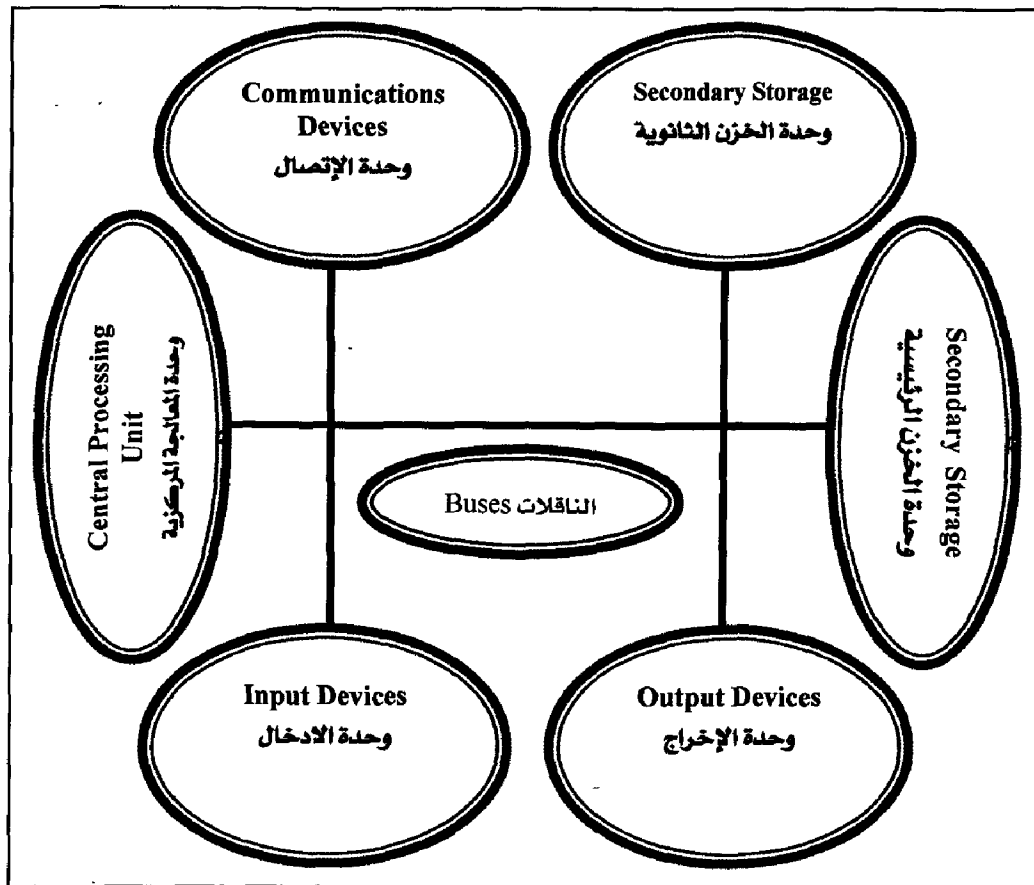 Communications
Devices
وحدة الإتصال
Secondary Storage
وحدة الخزن الثانوية
Central Processing
Unit
وحدة المعالجة المركزية
Secondary Storage
وحدة الخزن الرئيسية
Buses الناقلات
Input Devices
وحدة الادخال
Output Devices
وحدة الإخراج